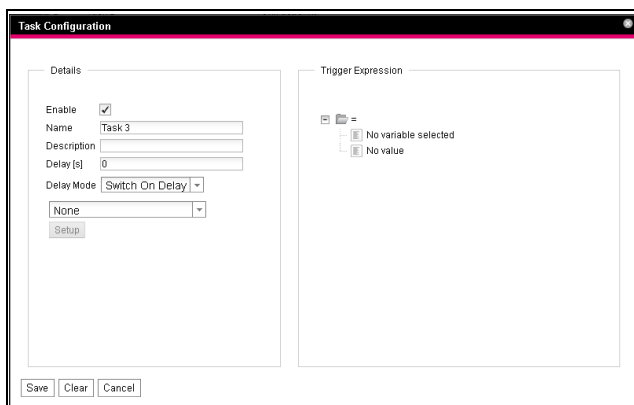 Task Configuration
Details
Enable
Name Task 3
Description
Delay [s] 0
Delay Mode Switch On Delay
None
Setup
Trigger Expression
=
No variable selected
No value
Save Clear Cancel